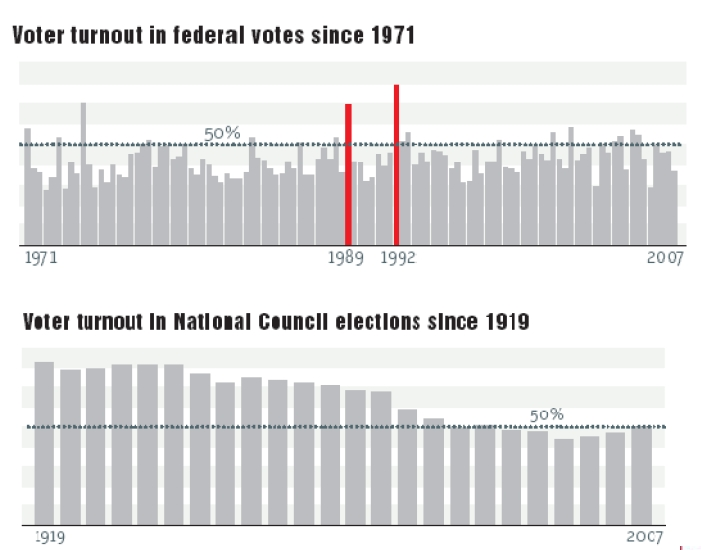 Voter turnout in federal votes since 1971
50%
1971 1989 1992 2007
Voter turnout in National Council elections since 1919
50%
1919 2007